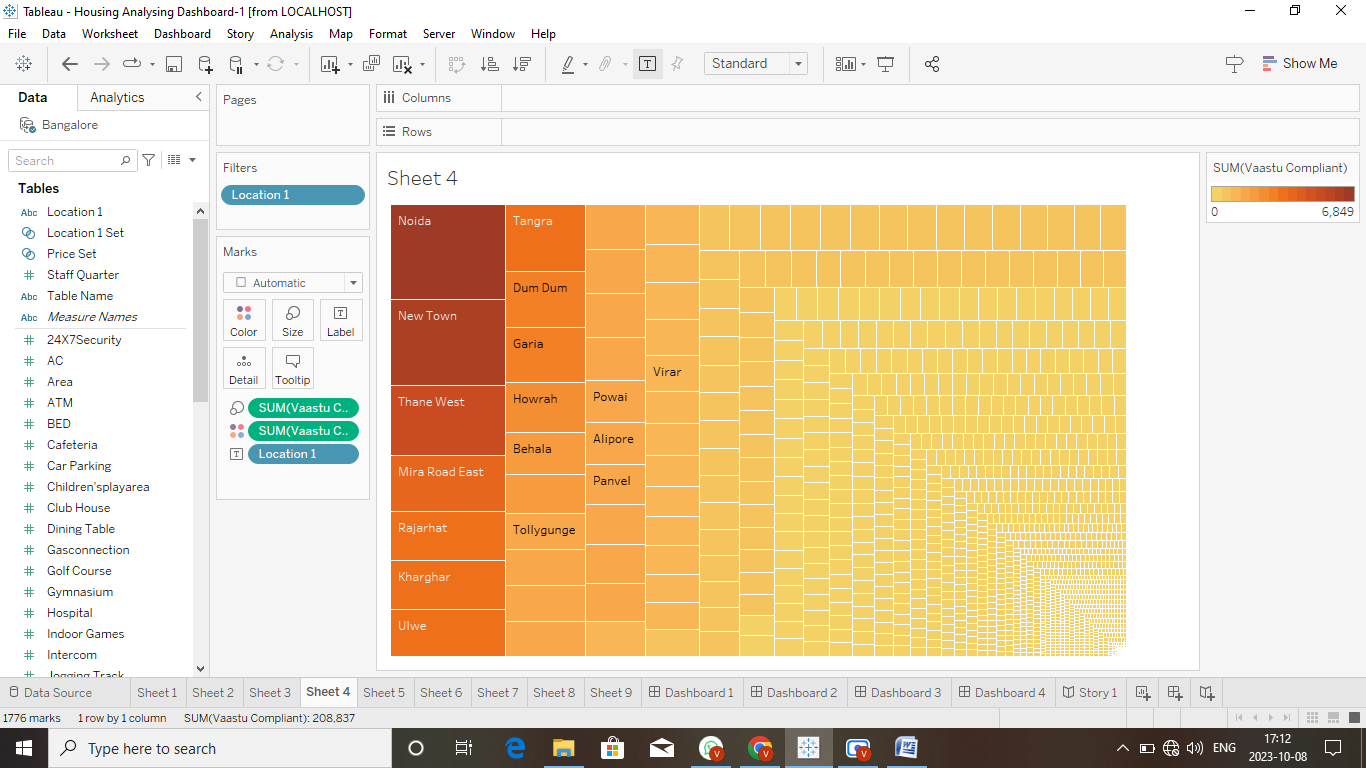 Tableau - Housing Analysing Dashboard-1 [from LOCALHOST]
File Data Worksheet Dashboard Story Analysis Map Format Server Window Help
Standard
Show Me
Data Analytics
Bangalore
Search
Tables
Abc Location 1
Location 1 Set
Price Set
Staff Quarter
Abc Table Name
Abc Measure Names
24X7Security
AC
Area
ATM
BED
Cafeteria
Car Parking
Children'splayarea
Club House
Dining Table
Gasconnection
Golf Course
Gymnasium
Hospital
Indoor Games
Intercom
Jogging Track
Pages
Filters
Location 1
Marks
Automatic
Color Size Label
Detail Tooltip
SUM(Vaastu C..
SUM(Vaastu C..
Location 1
Columns
Rows
Sheet 4
Noida
New Town
Thane West
Mira Road East
Rajarhat
Kharghar
Ulwe
Tangra
Dum Dum
Garia
Howrah
Behala
Tollygunge
Powai
Alipore
Panvel
Virar
SUM(Vaastu Compliant)
0 6,849
Data Source Sheet 1 Sheet 2 Sheet 3 Sheet 4 Sheet 5 Sheet 6 Sheet 7 Sheet 8 Sheet 9 Dashboard 1 Dashboard 2 Dashboard 3 Dashboard 4 Story 1
1776 marks 1 row by 1 column SUM(Vaastu Compliant): 208,837
Type here to search
ENG
17:12
2023-10-08